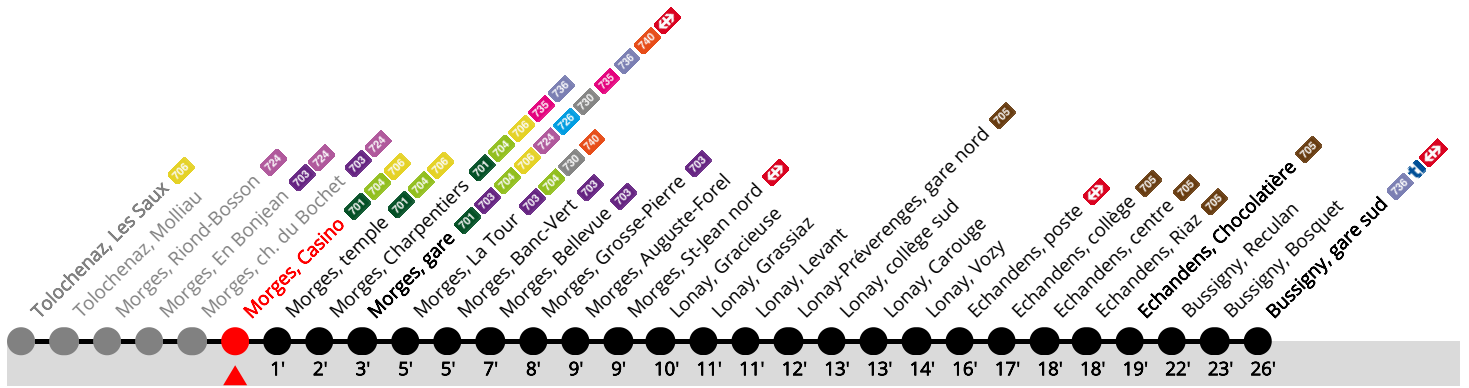 Tolochenaz, Les Saux 706
Tolochenaz, Molliau
Morges, Riond-Bosson 724
Morges, En Bonjean 703 724
Morges, ch. du Bochet 703 724
Morges, Casino 701 704 706
Morges, temple 701 704 706
Morges, Charpentiers 701 704 706 735 736
Morges, gare 701 703 704 706 724 726 730 735 736 740
Morges, La Tour 703 704 730 740
Morges, Banc-Vert 703
Morges, Bellevue 703
Morges, Grosse-Pierre 703
Morges, Auguste-Forel
Morges, St-Jean nord
Lonay, Gracieuse
Lonay, Grassiaz
Lonay, Levant
Lonay-Préverenges, gare nord 705
Lonay, collège sud
Lonay, Carouge
Lonay, Vozy
Echandens, poste
Echandens, collège 705
Echandens, centre 705
Echandens, Riaz 705
Echandens, Chocolatière 705
Bussigny, Reculan
Bussigny, Bosquet
Bussigny, gare sud 736 tl
1' 2' 3' 5' 5' 7' 8' 9' 9' 10' 11' 11' 12' 13' 13' 14' 16' 17' 18' 18' 19' 22' 23' 26'